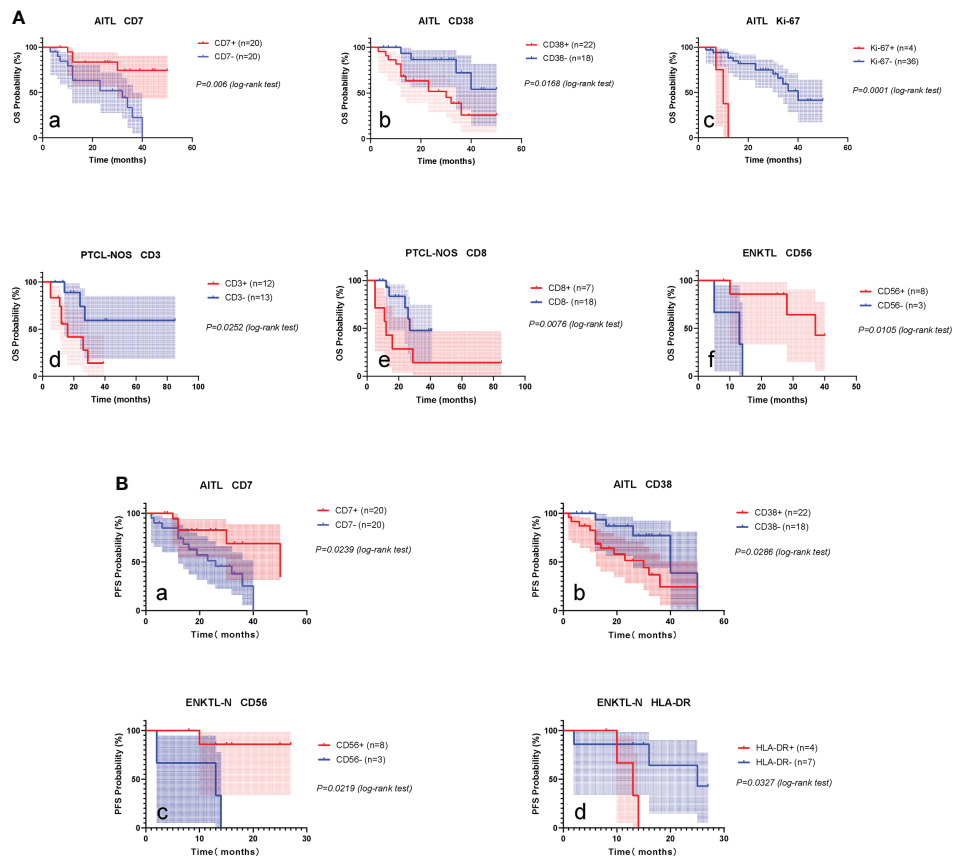 A
AITL CD7
OS Probability (%)
100
50
0
0 20 40 60
Time (months)
a
CD7+ (n=20)
CD7- (n=20)
P=0.006 (log-rank test)
AITL CD38
OS Probability (%)
100
50
0
0 20 40 60
Time (months)
b
CD38+ (n=22)
CD38- (n=18)
P=0.0168 (log-rank test)
AITL Ki-67
OS Probability (%)
100
50
0
0 20 40 60
Time (months)
c
Ki-67+ (n=4)
Ki-67- (n=36)
P=0.0001 (log-rank test)
PTCL-NOS CD3
OS Probability (%)
100
50
0
0 20 40 60 80 100
Time (months)
d
CD3+ (n=12)
CD3- (n=13)
P=0.0252 (log-rank test)
PTCL-NOS CD8
OS Probability (%)
100
50
0
0 20 40 60 80 100
Time (months)
e
CD8+ (n=7)
CD8- (n=18)
P=0.0076 (log-rank test)
ENKTL CD56
OS Probability (%)
100
50
0
0 10 20 30 40 50
Time (months)
f
CD56+ (n=8)
CD56- (n=3)
P=0.0105 (log-rank test)
B
AITL CD7
PFS Probability (%)
100
50
0
0 20 40 60
Time( months)
a
CD7+ (n=20)
CD7- (n=20)
P=0.0239 (log-rank test)
AITL CD38
PFS Probability (%)
100
50
0
0 10 20 30 40 50 60
Time( months)
b
CD38+ (n=22)
CD38- (n=18)
P=0.0286 (log-rank test)
ENKTL-N CD56
PFS Probability (%)
100
50
0
0 10 20 30
Time( months)
c
CD56+ (n=8)
CD56- (n=3)
P=0.0219 (log-rank test)
ENKTL-N HLA-DR
PFS Probability (%)
100
50
0
0 10 20 30
Time( months)
d
HLA-DR+ (n=4)
HLA-DR- (n=7)
P=0.0327 (log-rank test)